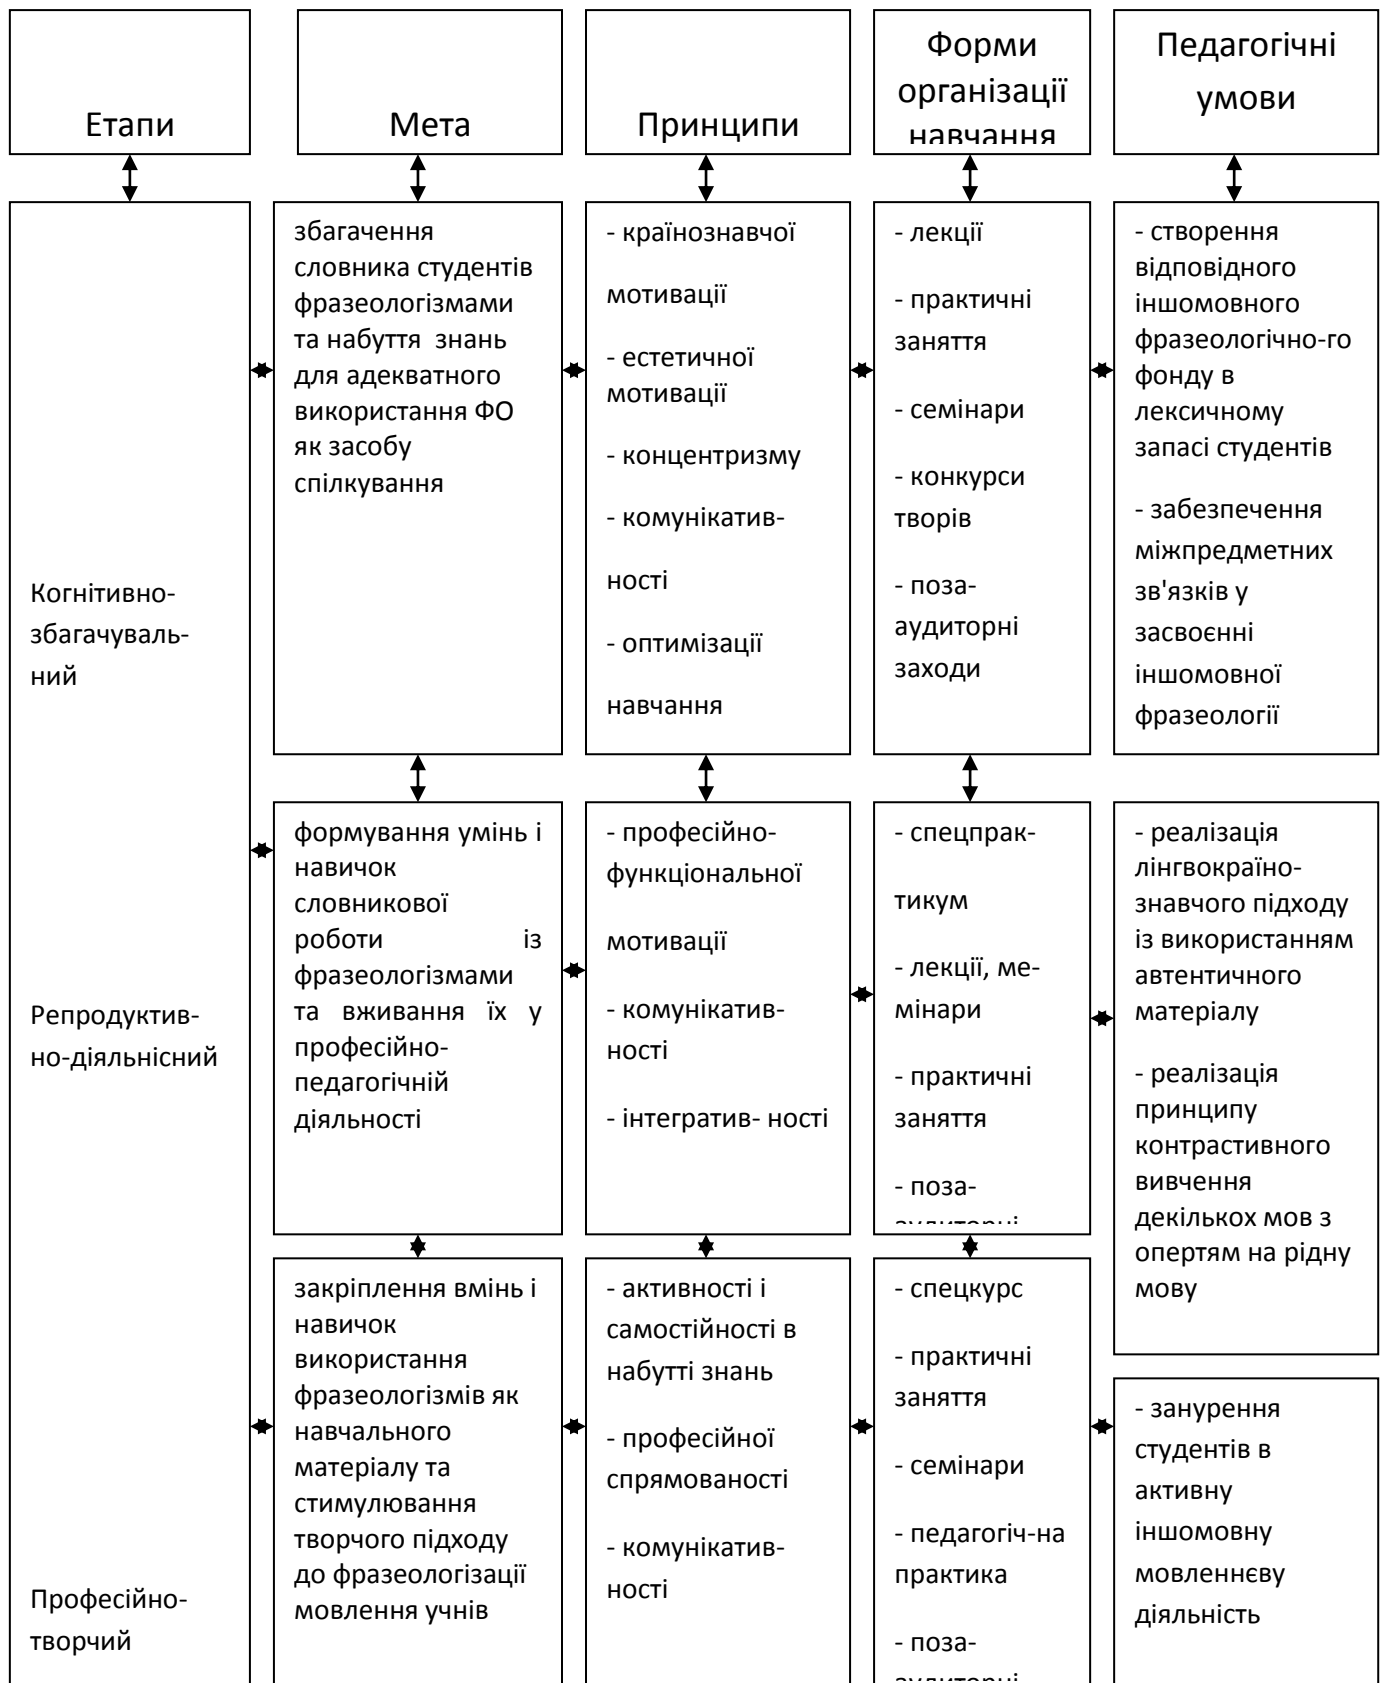 Етапи
Мета
Принципи
Форми
організації
навчання
Педагогічні
умови
Когнітивно-
збагачуваль-
ний
Репродуктив-
но-діяльнісний
Професійно-
творчий
збагачення
словника студентів
фразеологізмами
та набуття знань
для адекватного
використання ФО
як засобу
спілкування
- країнознавчої
мотивації
- естетичної
мотивації
- концентризму
- комунікатив-
ності
- оптимізації
навчання
- лекції
- практичні
заняття
- семінари
- конкурси
творів
- поза-
аудиторні
заходи
- створення
відповідного
іншомовного
фразеологічно-го
фонду в
лексичному
запасі студентів
- забезпечення
міжпредметних
зв'язків у
засвоєнні
іншомовної
фразеології
формування умінь і
навичок
словникової
роботи із
фразеологізмами
та вживання їх у
професійно-
педагогічній
діяльності
- професійно-
функціональної
мотивації
- комунікатив-
ності
- інтегратив- ності
- спецпрак-
тикум
- лекції, ме-
мінари
- практичні
заняття
- поза-
аудиторні
- реалізація
лінгвокраїно-
знавчого підходу
із використанням
автентичного
матеріалу
- реалізація
принципу
контрастивного
вивчення
декількох мов з
опертям на рідну
мову
закріплення вмінь і
навичок
використання
фразеологізмів як
навчального
матеріалу та
стимулювання
творчого підходу
до фразеологізації
мовлення учнів
- активності і
самостійності в
набутті знань
- професійної
спрямованості
- комунікатив-
ності
- спецкурс
- практичні
заняття
- семінари
- педагогіч-на
практика
- поза-
аудиторні
- занурення
студентів в
активну
іншомовну
мовленнєву
діяльність